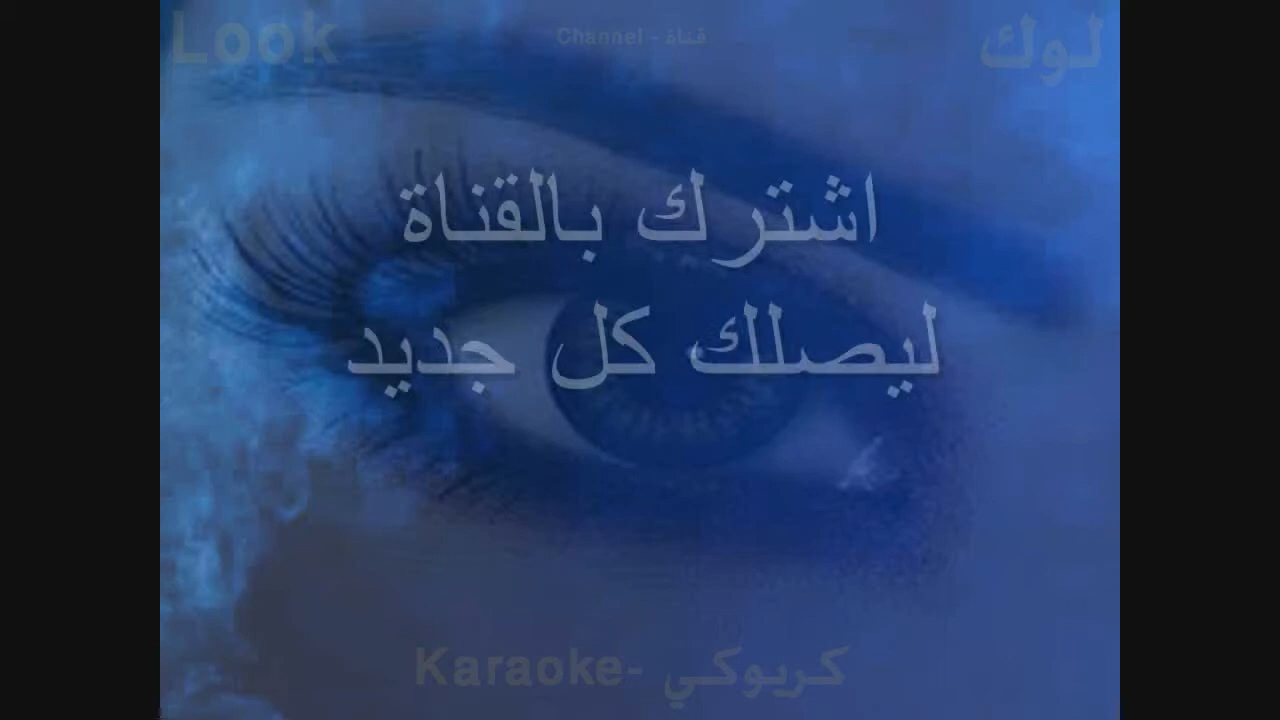 Look
Channel - قناة
لوك
اشترك بالقناة
ليصلك كل جديد
Karaoke- كريوكي